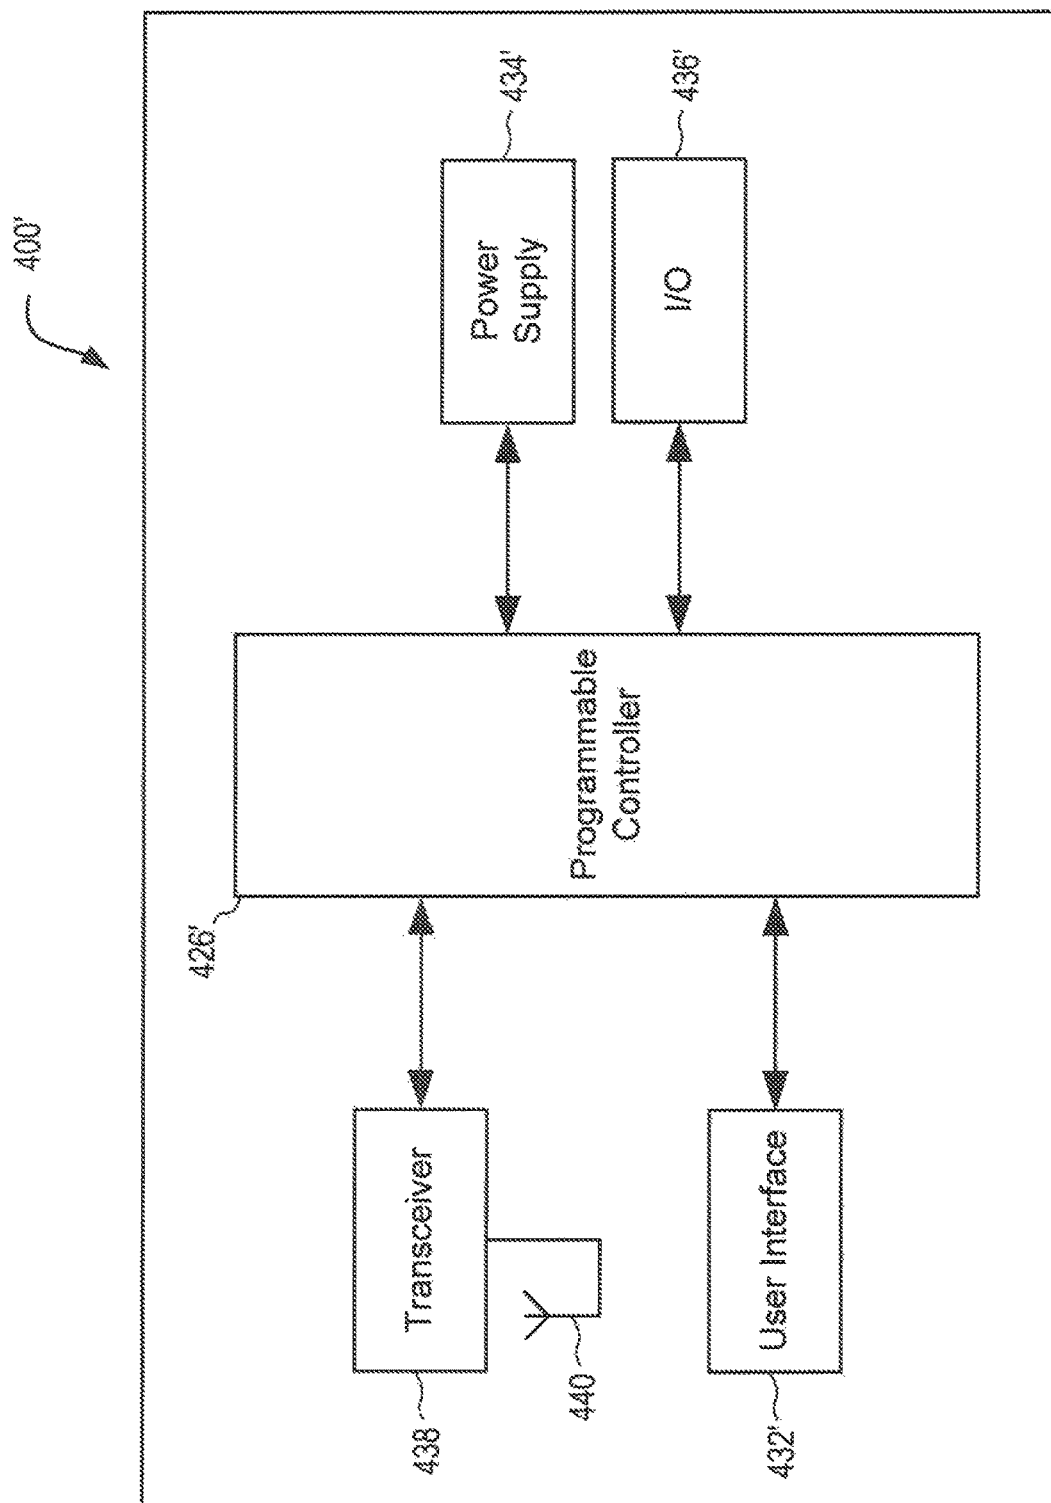 400'
426'
Transceiver
438
440
User Interface
432'
Programmable
Controller
Power
Supply
434'
I/O
436'